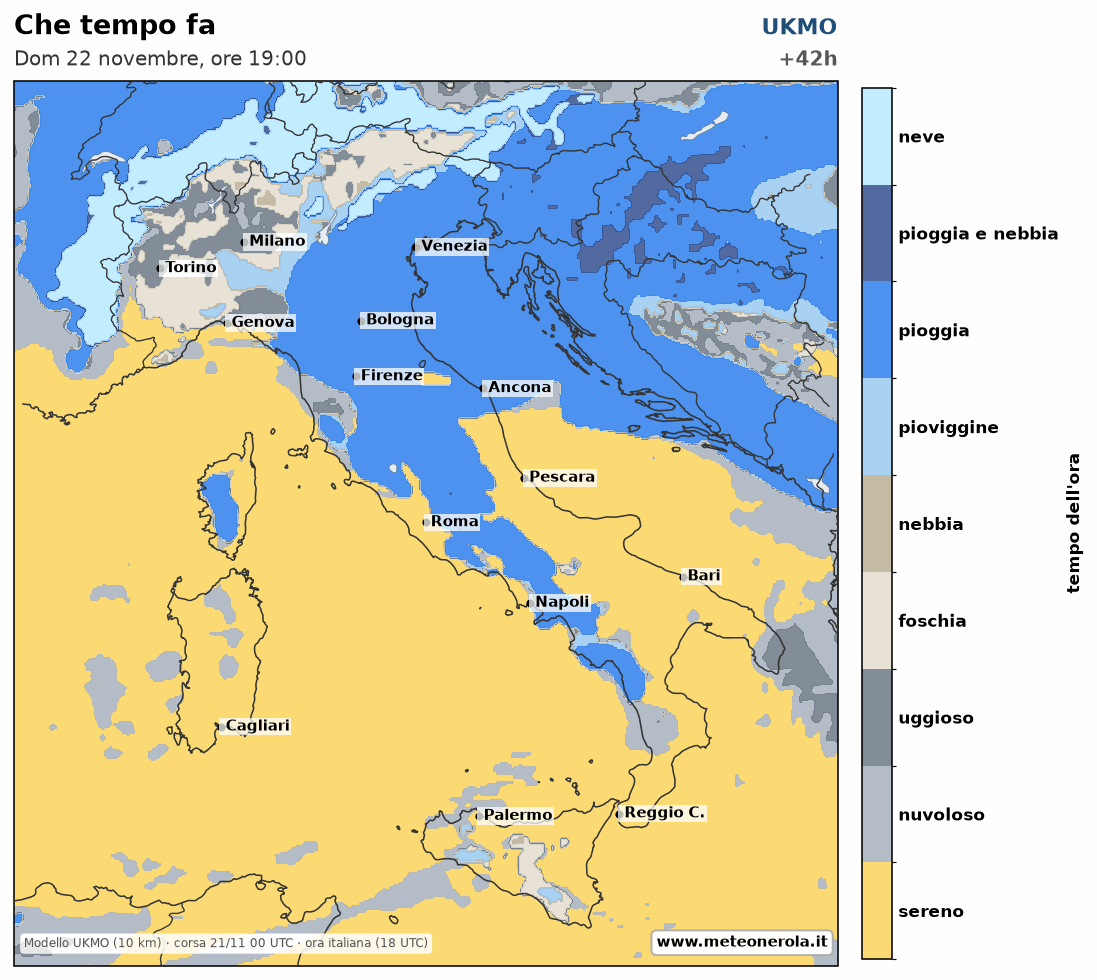 Che tempo fa
UKMO
Dom 22 novembre, ore 19:00
+42h
neve
pioggia e nebbia
pioggia
pioviggine
nebbia
foschia
uggioso
nuvoloso
sereno
tempo dell'ora
Milano
Venezia
Torino
Genova
Bologna
Firenze
Ancona
Pescara
Roma
Bari
Napoli
Cagliari
Palermo
Reggio C.
Modello UKMO (10 km) · corsa 21/11 00 UTC · ora italiana (18 UTC)
www.meteonerola.it